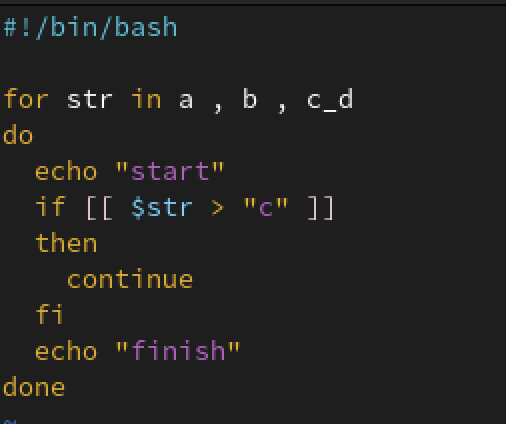 #!/bin/bash

for str in a , b , c_d
do
  echo "start"
  if [[ $str > "c" ]]
  then
    continue
  fi
  echo "finish"
done
~